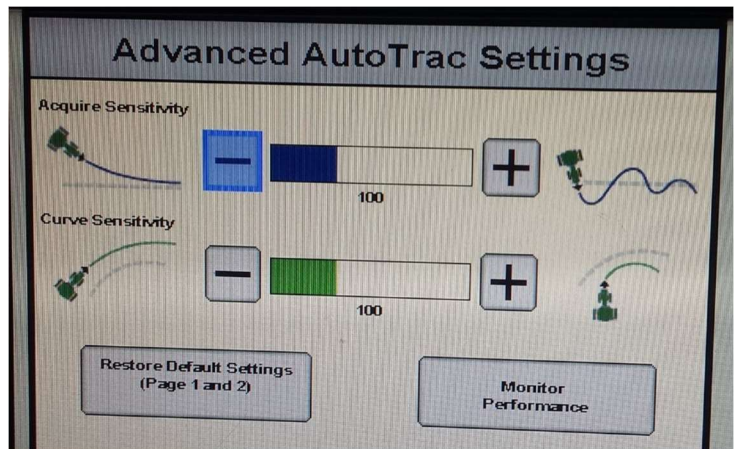 Advanced AutoTrac Settings
Acquire Sensitivity
100
Curve Sensitivity
100
Restore Default Settings
(Page 1 and 2)
Monitor
Performance